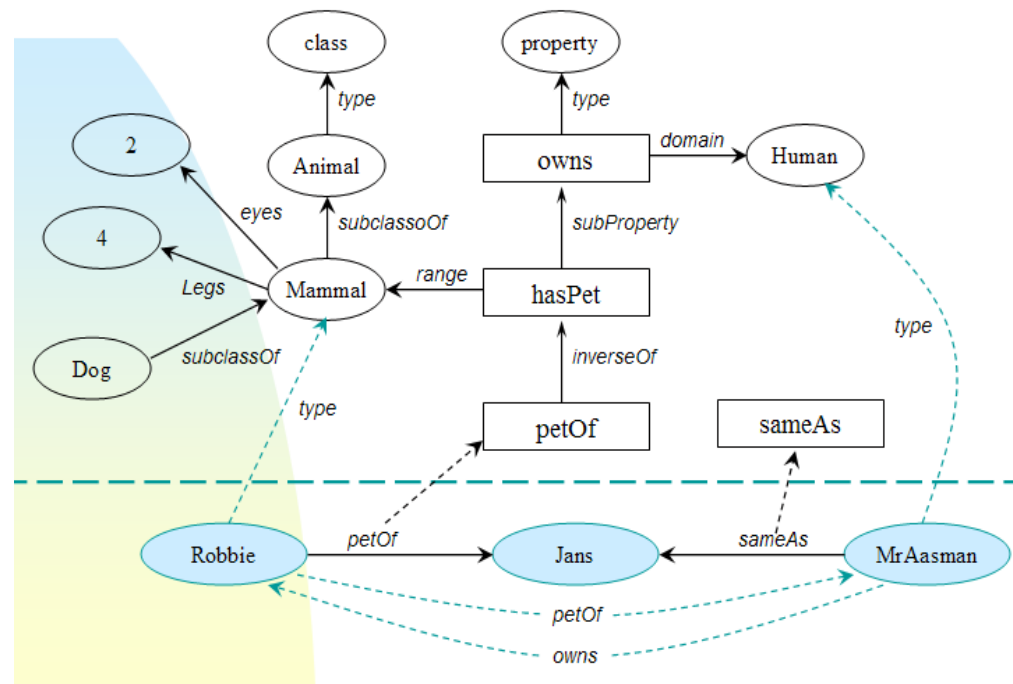 class
property
type
type
2
Animal
owns
domain
Human
eyes
subclassoOf
subProperty
4
Legs
Mammal
range
hasPet
type
Dog
subclassOf
inverseOf
type
petOf
sameAs
Robbie
petOf
Jans
sameAs
MrAasman
petOf
owns